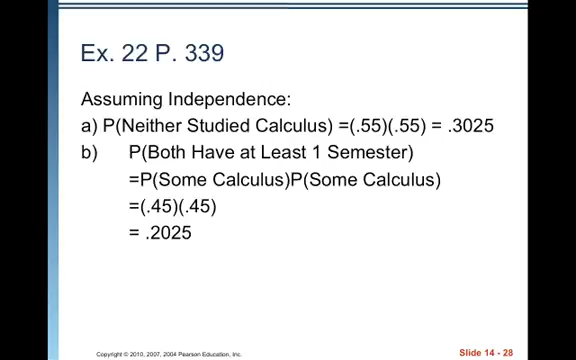 Ex. 22 P. 339
Assuming Independence:
a) P(Neither Studied Calculus) =(.55)(.55) = .3025
b) P(Both Have at Least 1 Semester)
=P(Some Calculus)P(Some Calculus)
=(.45)(.45)
= .2025
Copyright © 2010, 2007, 2004 Pearson Education, Inc.
Slide 14 - 28